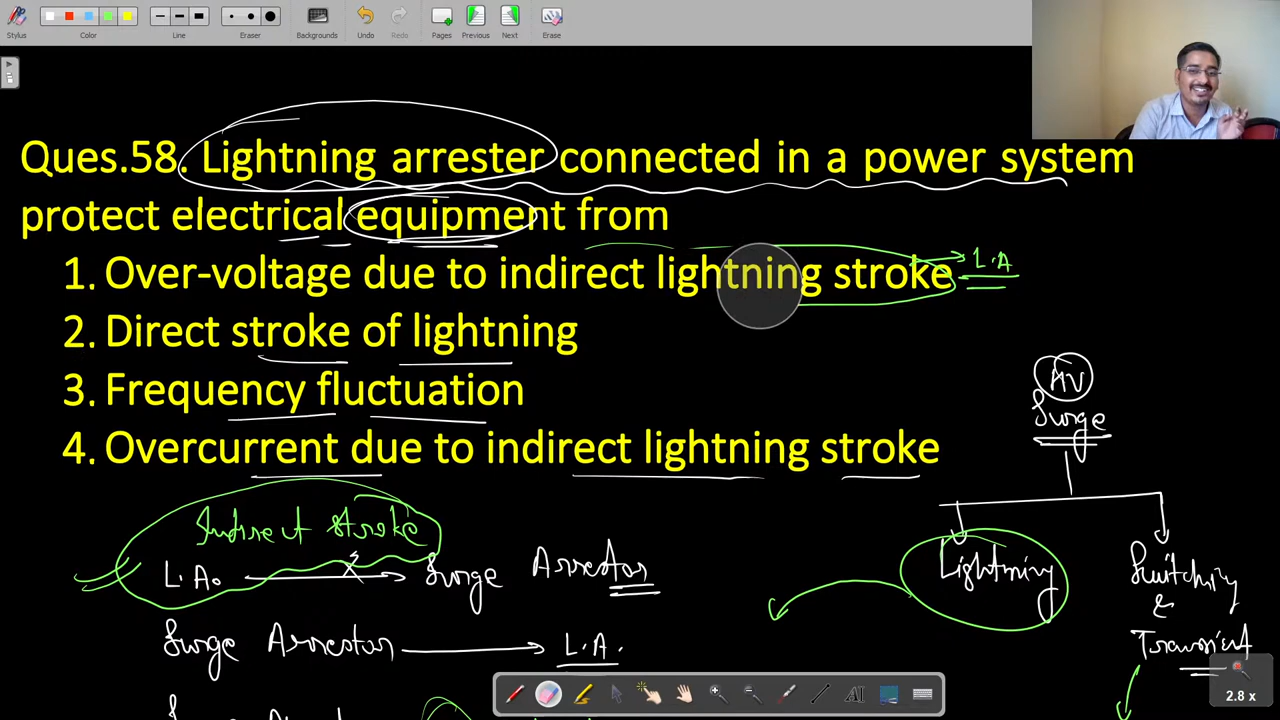 Stylus Color Line Eraser Backgrounds Undo Redo Pages Previous Next Erase
Ques.58. Lightning arrester connected in a power system
protect electrical equipment from
1. Over-voltage due to indirect lightning stroke → L.A
2. Direct stroke of lightning
3. Frequency fluctuation
4. Overcurrent due to indirect lightning stroke
HV
Surge
Indirect stroke
L.A. → Surge Arrestor
Surge Arrestor → L.A.
Lightning
Switching
&
Transient
2.8 x